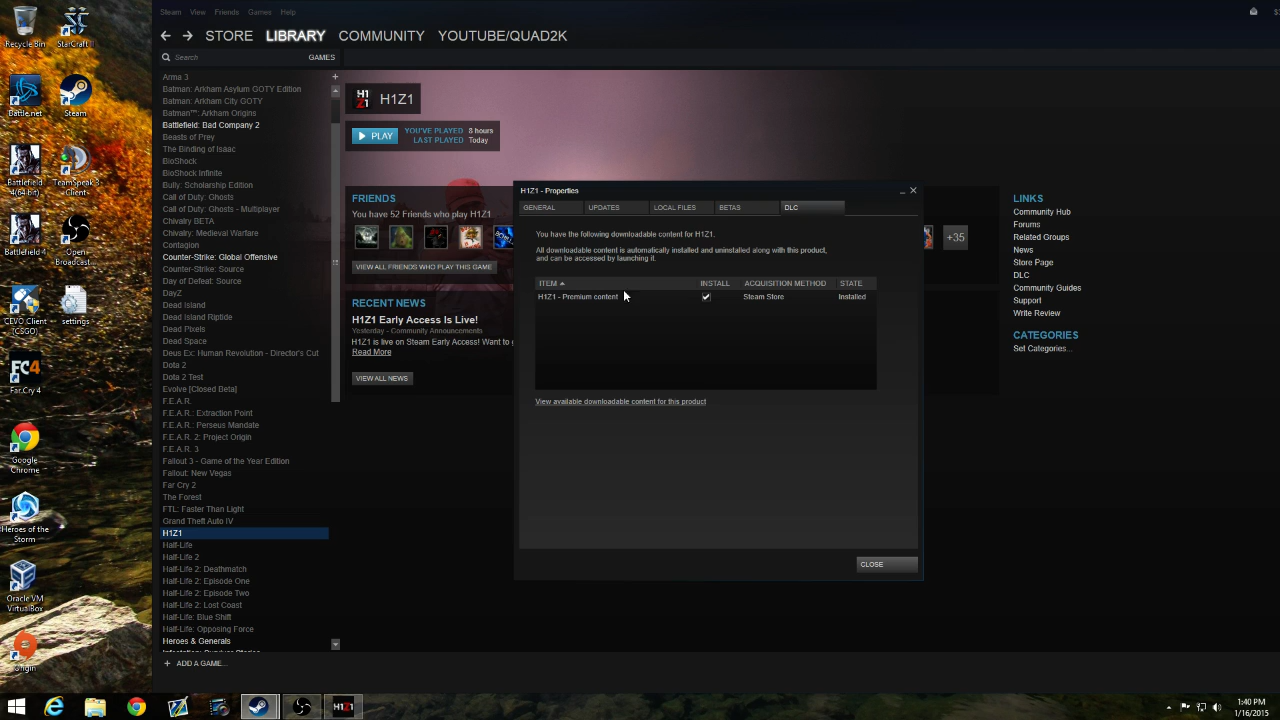 Steam View Friends Games Help
STORE LIBRARY COMMUNITY YOUTUBE/QUAD2K
Search GAMES
Recycle Bin
StarCraft II
Battle.net
Steam
Battlefield 4(64 bit)
TeamSpeak 3 Client
Battlefield 4
Open Broadcast...
CEVO Client (CSGO)
settings
FC4
Far Cry 4
Google Chrome
Heroes of the Storm
Oracle VM VirtualBox
Origin
Arma 3
Batman: Arkham Asylum GOTY Edition
Batman: Arkham City GOTY
Batman™: Arkham Origins
Battlefield: Bad Company 2
Beasts of Prey
The Binding of Isaac
BioShock
BioShock Infinite
Bully: Scholarship Edition
Call of Duty: Ghosts
Call of Duty: Ghosts - Multiplayer
Chivalry BETA
Chivalry: Medieval Warfare
Contagion
Counter-Strike: Global Offensive
Counter-Strike: Source
Day of Defeat: Source
DayZ
Dead Island
Dead Island Riptide
Dead Pixels
Dead Space
Deus Ex: Human Revolution - Director's Cut
Dota 2
Dota 2 Test
Evolve [Closed Beta]
F.E.A.R.
F.E.A.R.: Extraction Point
F.E.A.R.: Perseus Mandate
F.E.A.R. 2: Project Origin
F.E.A.R. 3
Fallout 3 - Game of the Year Edition
Fallout: New Vegas
Far Cry 2
The Forest
FTL: Faster Than Light
Grand Theft Auto IV
H1Z1
Half-Life
Half-Life 2
Half-Life 2: Deathmatch
Half-Life 2: Episode One
Half-Life 2: Episode Two
Half-Life 2: Lost Coast
Half-Life: Blue Shift
Half-Life: Opposing Force
Heroes & Generals
Infestation: Survivor Stories
+ ADD A GAME...
H1Z1 H1Z1
PLAY YOU'VE PLAYED 8 hours
LAST PLAYED Today
FRIENDS
You have 52 Friends who play H1Z1
+35
VIEW ALL FRIENDS WHO PLAY THIS GAME
RECENT NEWS
H1Z1 Early Access Is Live!
Yesterday - Community Announcements
H1Z1 is live on Steam Early Access! Want to
Read More
VIEW ALL NEWS
H1Z1 - Properties
GENERAL UPDATES LOCAL FILES BETAS DLC
You have the following downloadable content for H1Z1.
All downloadable content is automatically installed and uninstalled along with this product,
and can be accessed by launching it.
ITEM INSTALL ACQUISITION METHOD STATE
H1Z1 - Premium content Steam Store Installed
View available downloadable content for this product
CLOSE
LINKS
Community Hub
Forums
Related Groups
News
Store Page
DLC
Community Guides
Support
Write Review
CATEGORIES
Set Categories...
H1Z1
1:40 PM
1/16/2015